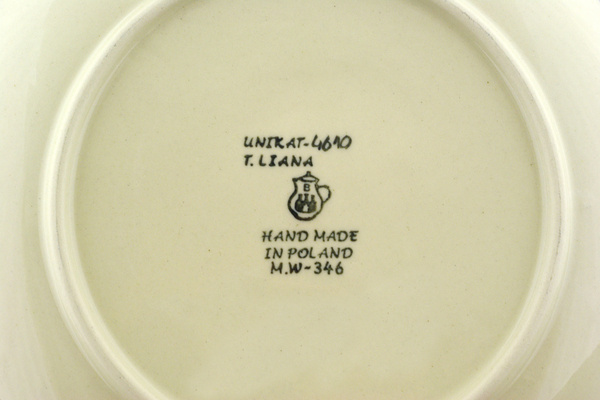 UNIKAT-4610
T. LIANA
B
HAND MADE
IN POLAND
M.W-346